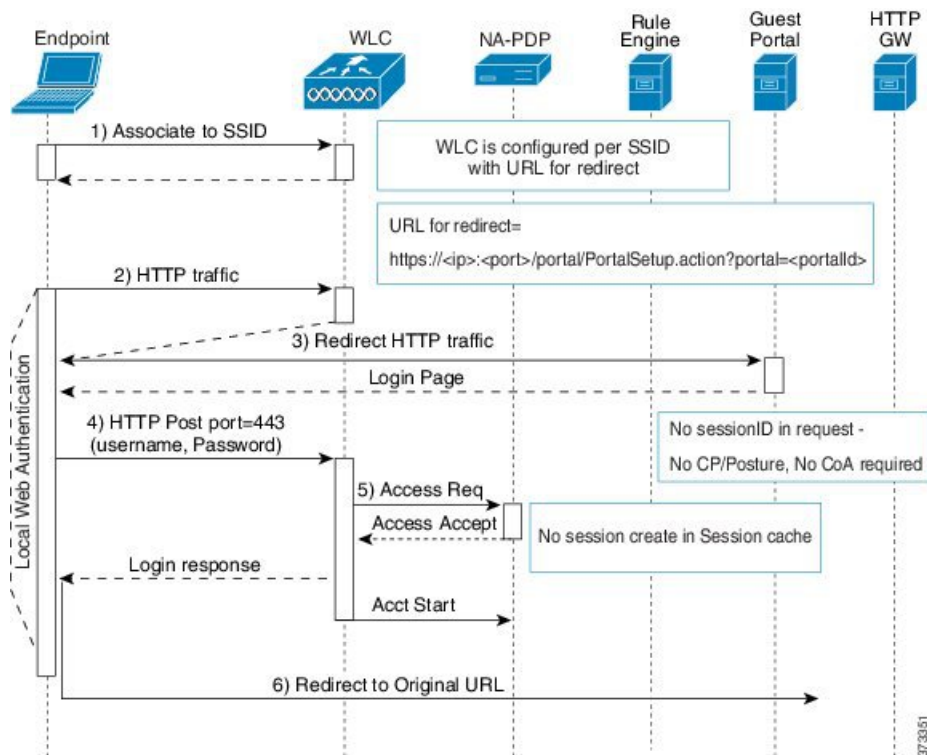 Endpoint
WLC
NA-PDP
Rule
Engine
Guest
Portal
HTTP
GW
1) Associate to SSID
WLC is configured per SSID
with URL for redirect
URL for redirect=
https://<ip>:<port>/portal/PortalSetup.action?portal=<portalId>
2) HTTP traffic
3) Redirect HTTP traffic
Login Page
4) HTTP Post port=443
(username, Password)
No sessionID in request -
No CP/Posture, No CoA required
Local Web Authentication
5) Access Req
Access Accept
No session create in Session cache
Login response
Acct Start
6) Redirect to Original URL
373351